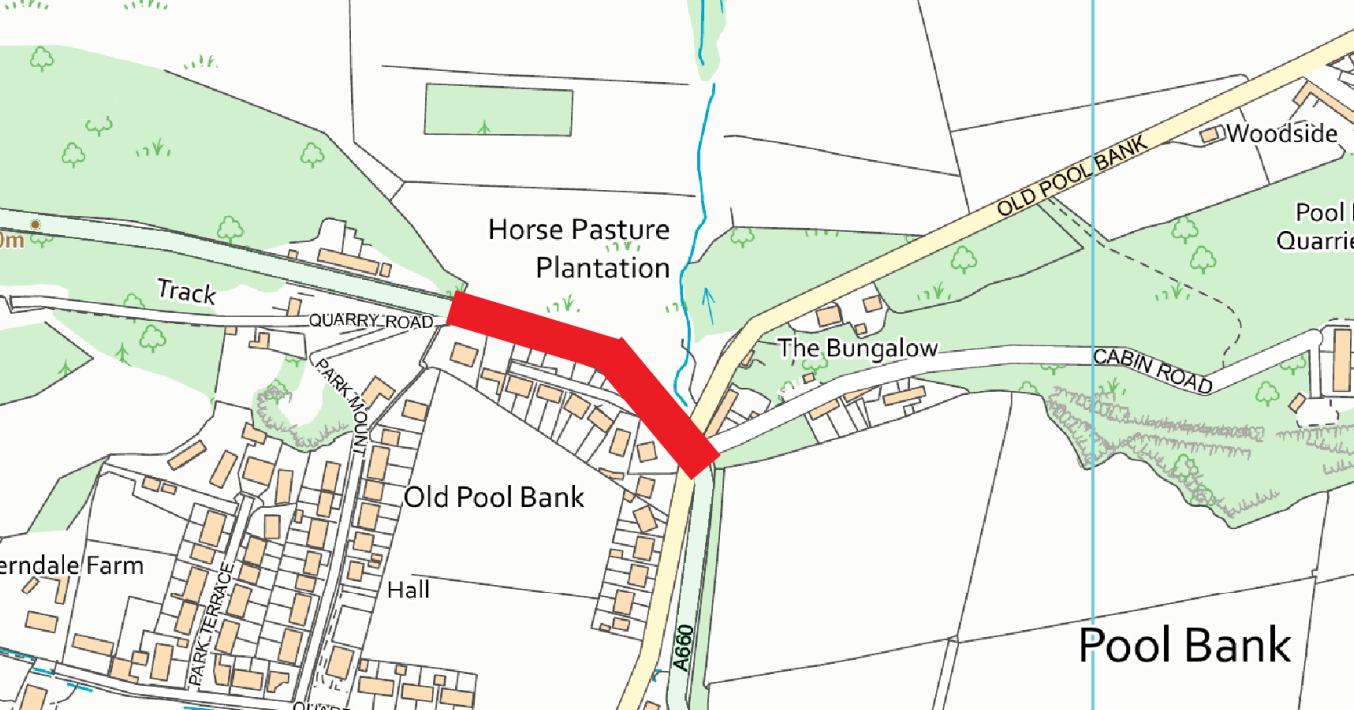 Woodside
OLD POOL BANK
Pool
Quarrie
Horse Pasture
Plantation
0m
Track
QUARRY ROAD
The Bungalow
CABIN ROAD
PARK MOUNT
Old Pool Bank
erndale Farm
Hall
PARK TERRACE
A660
Pool Bank